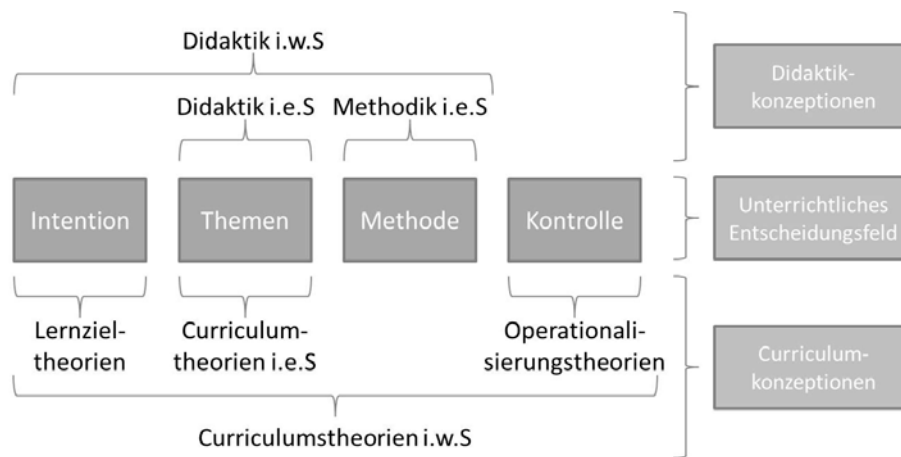 Didaktik i.w.S
Didaktik i.e.S
Methodik i.e.S
Didaktik-
konzeptionen
Intention
Themen
Methode
Kontrolle
Unterrichtliches
Entscheidungsfeld
Lernziel-
theorien
Curriculum-
theorien i.e.S
Operationali-
sierungstheorien
Curriculum-
konzeptionen
Curriculumstheorien i.w.S